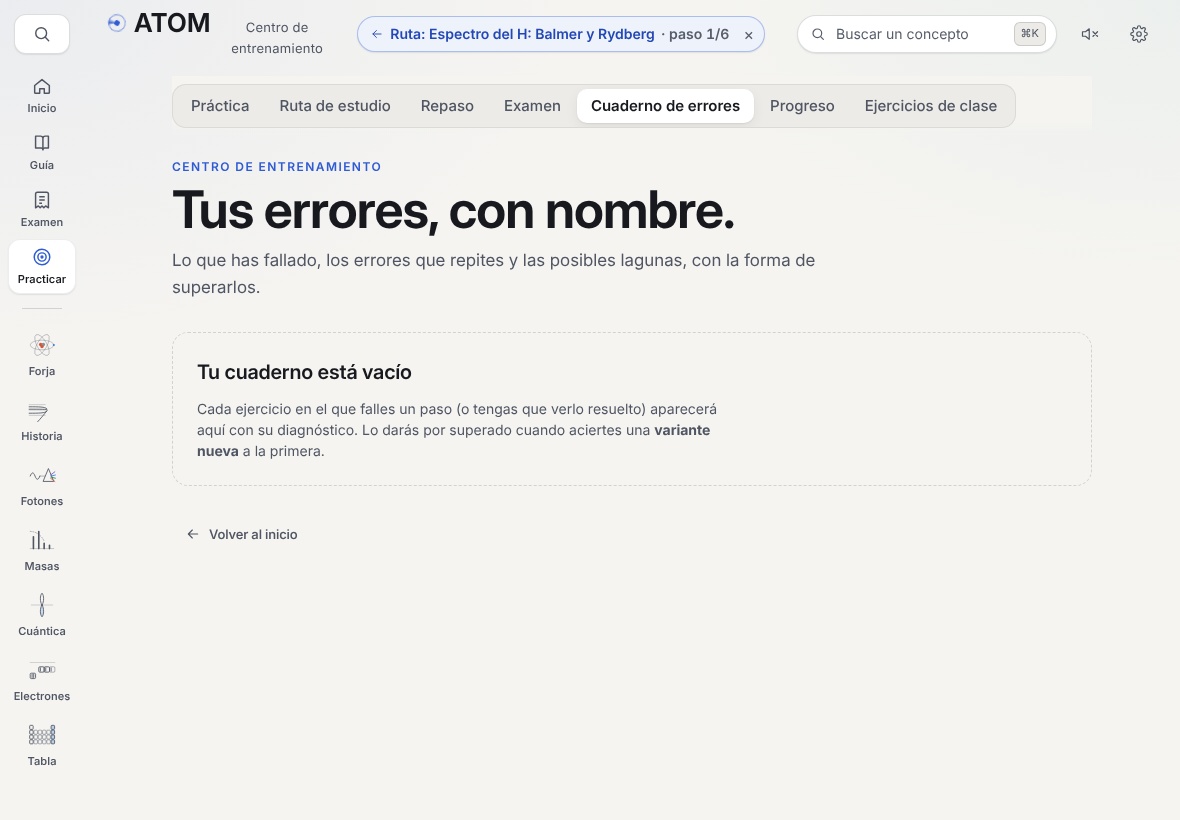 ATOM
Centro de
entrenamiento
← Ruta: Espectro del H: Balmer y Rydberg · paso 1/6 ×
Buscar un concepto ⌘K
Inicio
Guía
Examen
Practicar
Forja
Historia
Fotones
Masas
Cuántica
Electrones
Tabla
Práctica Ruta de estudio Repaso Examen Cuaderno de errores Progreso Ejercicios de clase
CENTRO DE ENTRENAMIENTO
Tus errores, con nombre.
Lo que has fallado, los errores que repites y las posibles lagunas, con la forma de
superarlos.
Tu cuaderno está vacío
Cada ejercicio en el que falles un paso (o tengas que verlo resuelto) aparecerá
aquí con su diagnóstico. Lo darás por superado cuando aciertes una variante
nueva a la primera.
← Volver al inicio